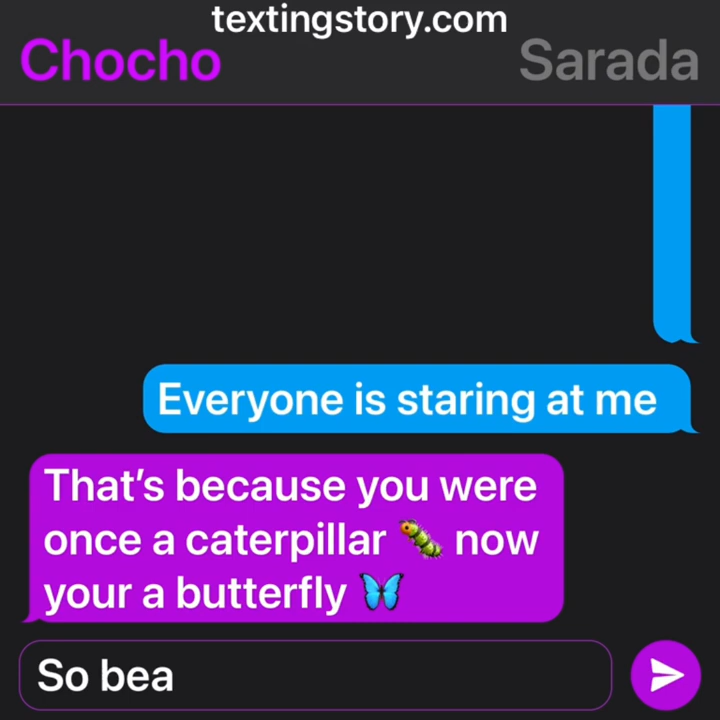 textingstory.com
Chocho
Sarada
Everyone is staring at me
That’s because you were
once a caterpillar 🐛 now
your a butterfly 🦋
So bea